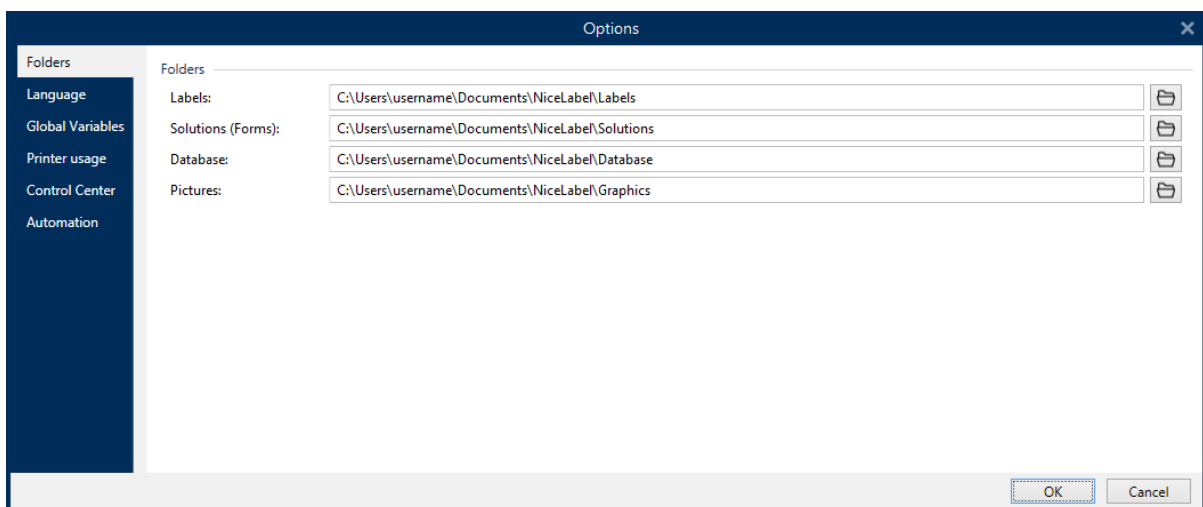 Options
Folders
Language
Global Variables
Printer usage
Control Center
Automation
Folders
Labels: C:\Users\username\Documents\NiceLabel\Labels
Solutions (Forms): C:\Users\username\Documents\NiceLabel\Solutions
Database: C:\Users\username\Documents\NiceLabel\Database
Pictures: C:\Users\username\Documents\NiceLabel\Graphics
OK Cancel